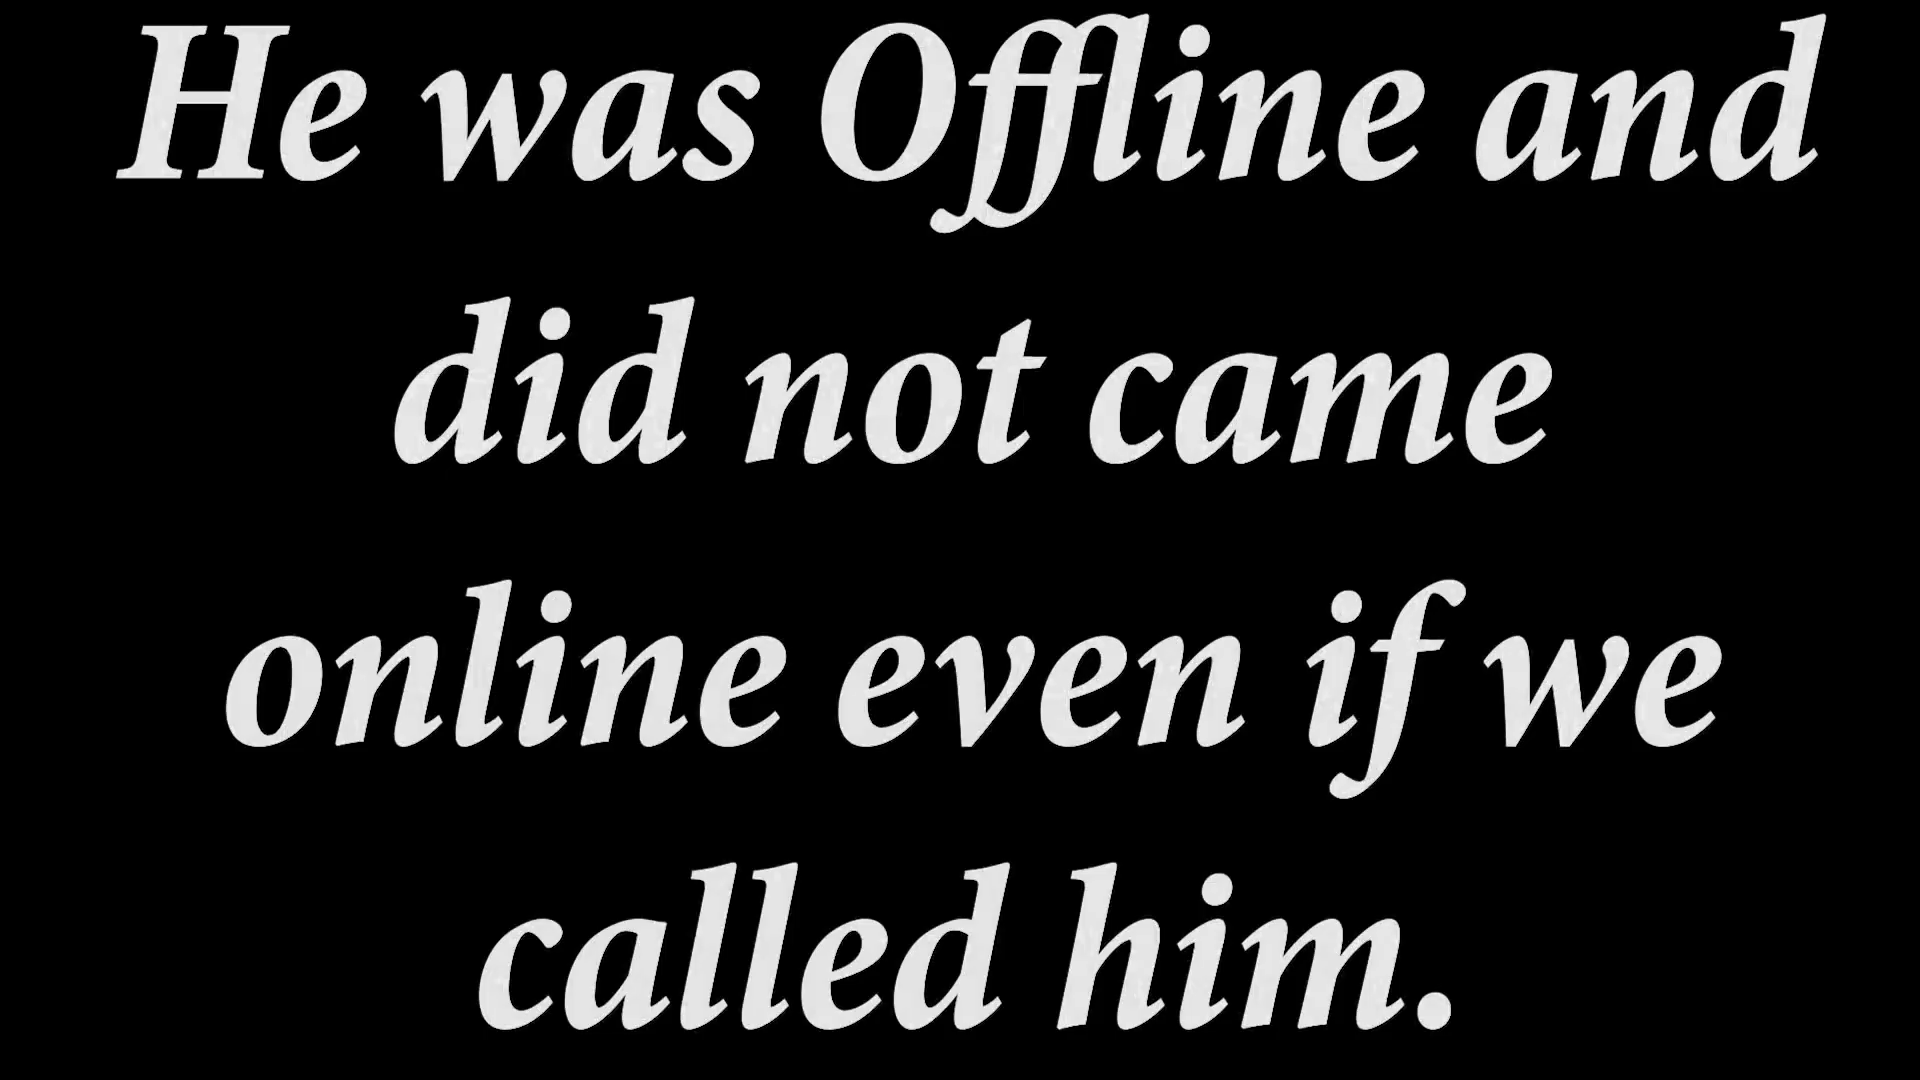 He was Offline and
did not came
online even if we
called him.